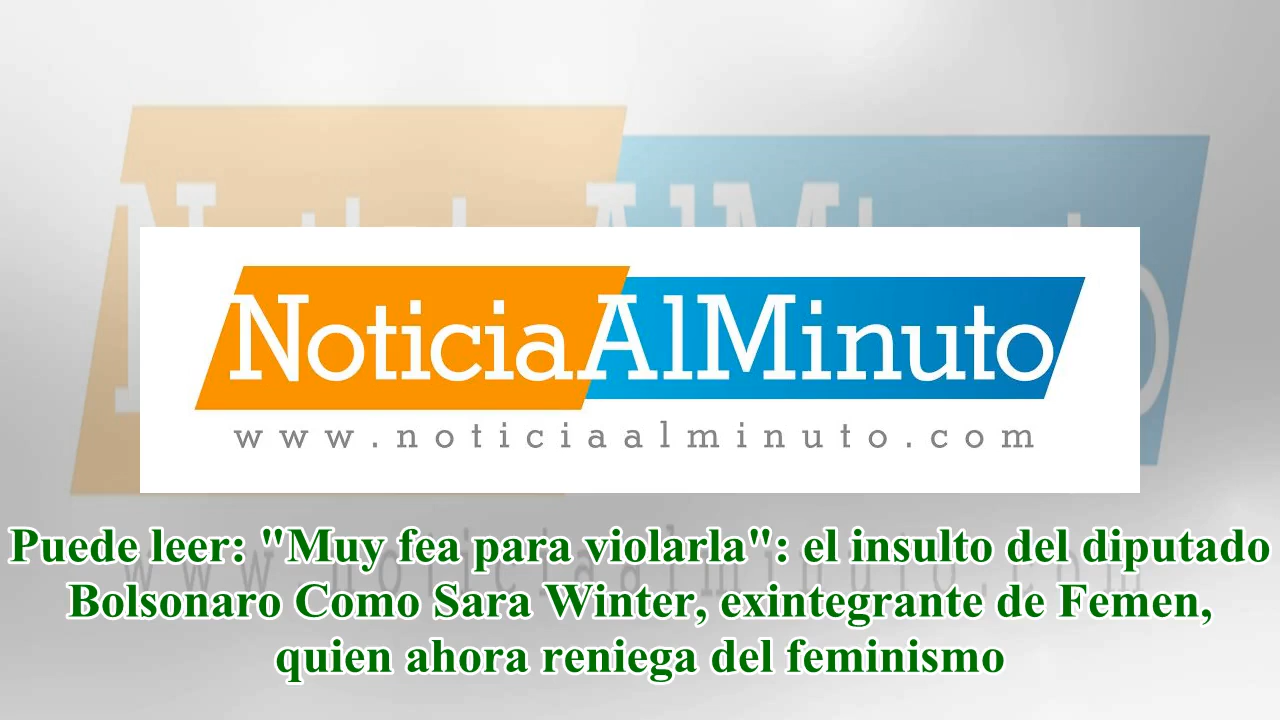 NoticiaAlMinuto
www.noticiaalminuto.com
Puede leer: "Muy fea para violarla": el insulto del diputado
Bolsonaro Como Sara Winter, exintegrante de Femen,
quien ahora reniega del feminismo